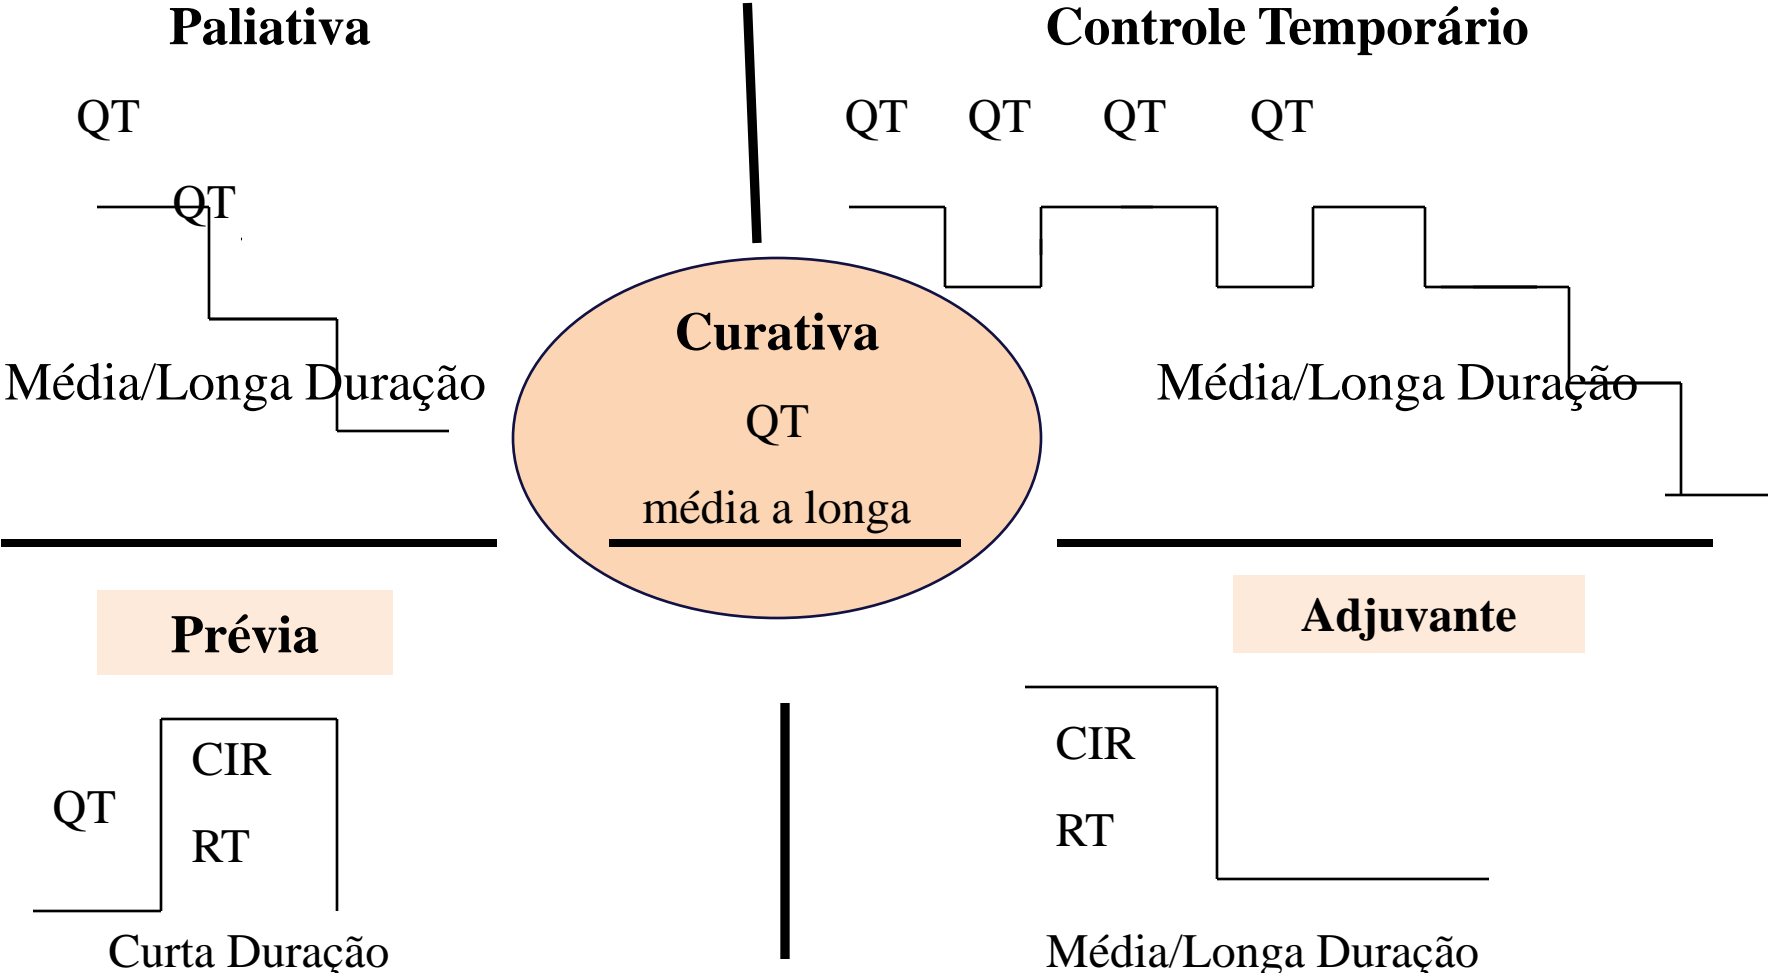 Paliativa
QT
QT
Média/Longa Duração
Controle Temporário
QT QT QT QT
Média/Longa Duração
Curativa
QT
média a longa
Prévia
QT
CIR
RT
Curta Duração
Adjuvante
CIR
RT
Média/Longa Duração